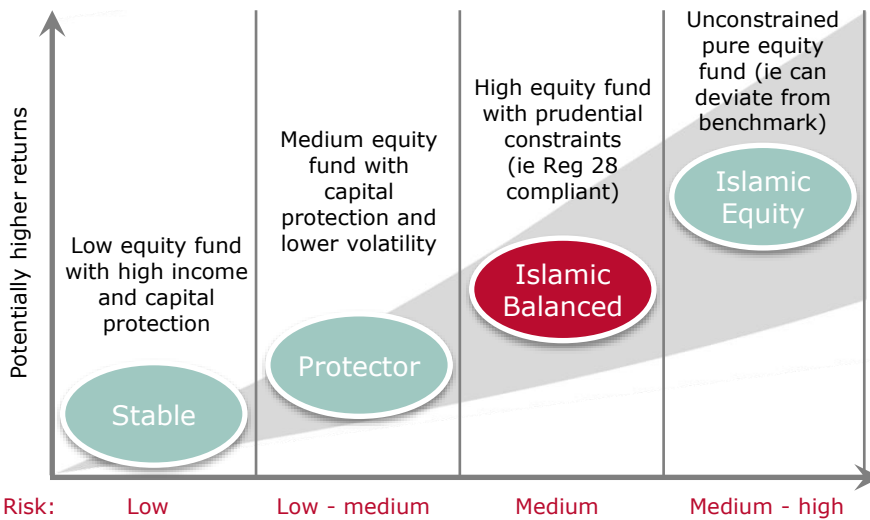 Potentially higher returns
Low equity fund
with high income
and capital
protection
Stable
Medium equity
fund with
capital
protection and
lower volatility
Protector
High equity fund
with prudential
constraints
(ie Reg 28
compliant)
Islamic
Balanced
Unconstrained
pure equity
fund (ie can
deviate from
benchmark)
Islamic
Equity
Risk: Low Low - medium Medium Medium - high